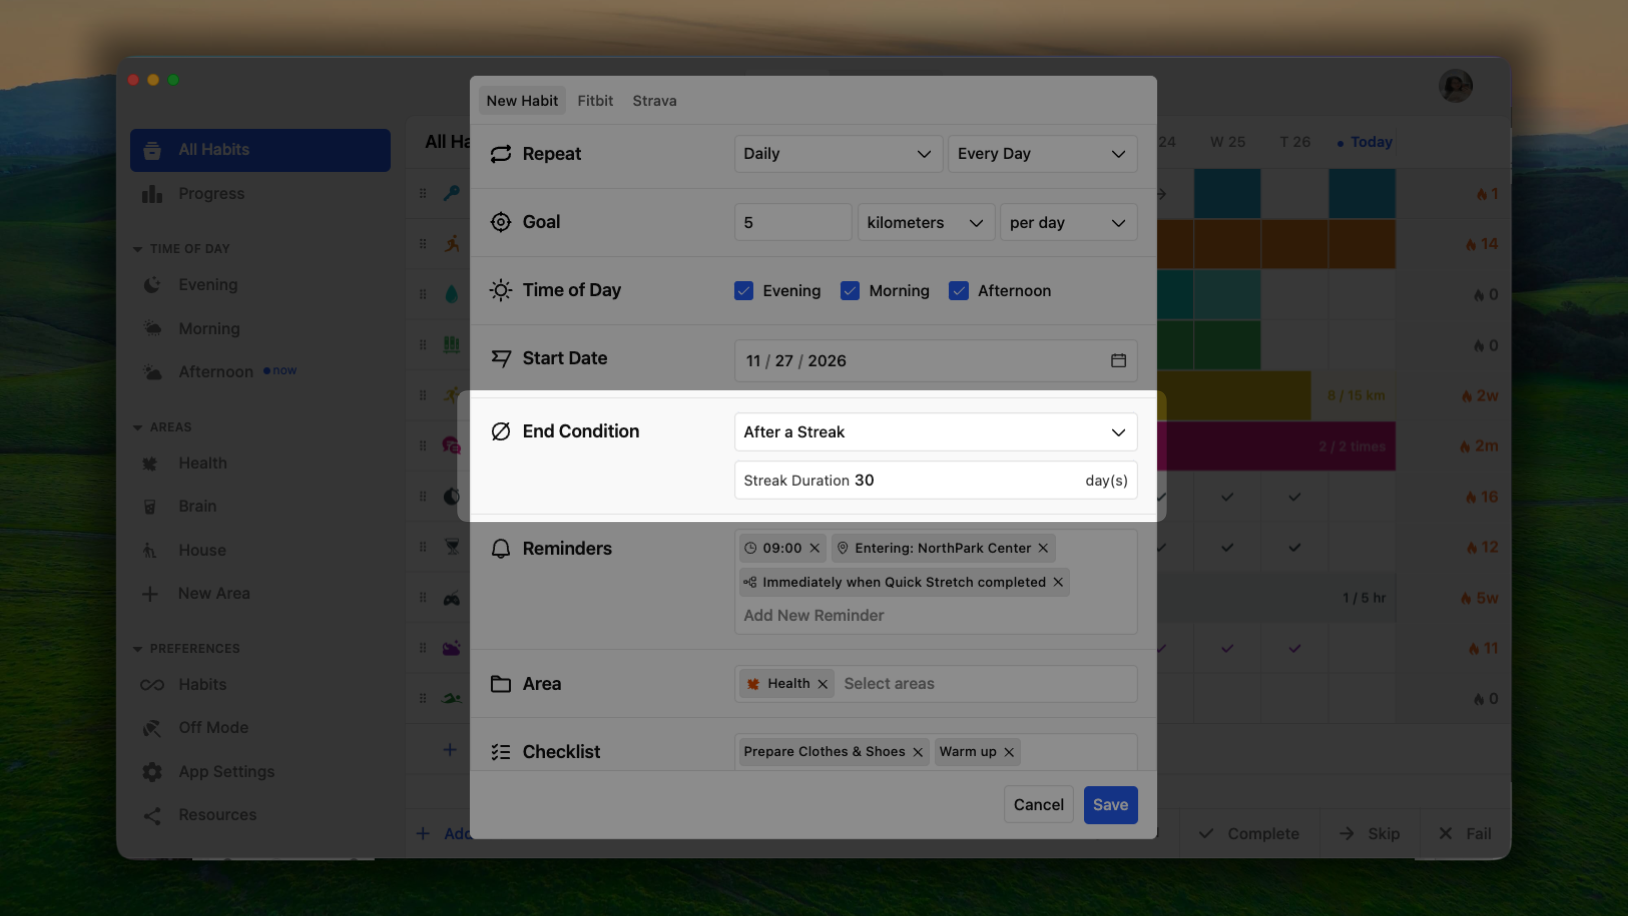 New Habit Fitbit Strava
All Habits
Progress
TIME OF DAY
Evening
Morning
Afternoon now
AREAS
Health
Brain
House
New Area
PREFERENCES
Habits
Off Mode
App Settings
Resources
All Ha
24 W 25 T 26 Today
1
14
0
0
8 / 15 km 2w
2 / 2 times 2m
16
12
1 / 5 hr 5w
11
0
Repeat Daily Every Day
Goal 5 kilometers per day
Time of Day Evening Morning Afternoon
Start Date 11 / 27 / 2026
End Condition After a Streak
Streak Duration 30 day(s)
Reminders 09:00 Entering: NorthPark Center
Immediately when Quick Stretch completed
Add New Reminder
Area Health Select areas
Checklist Prepare Clothes & Shoes Warm up
Cancel Save
Add
Complete Skip Fail